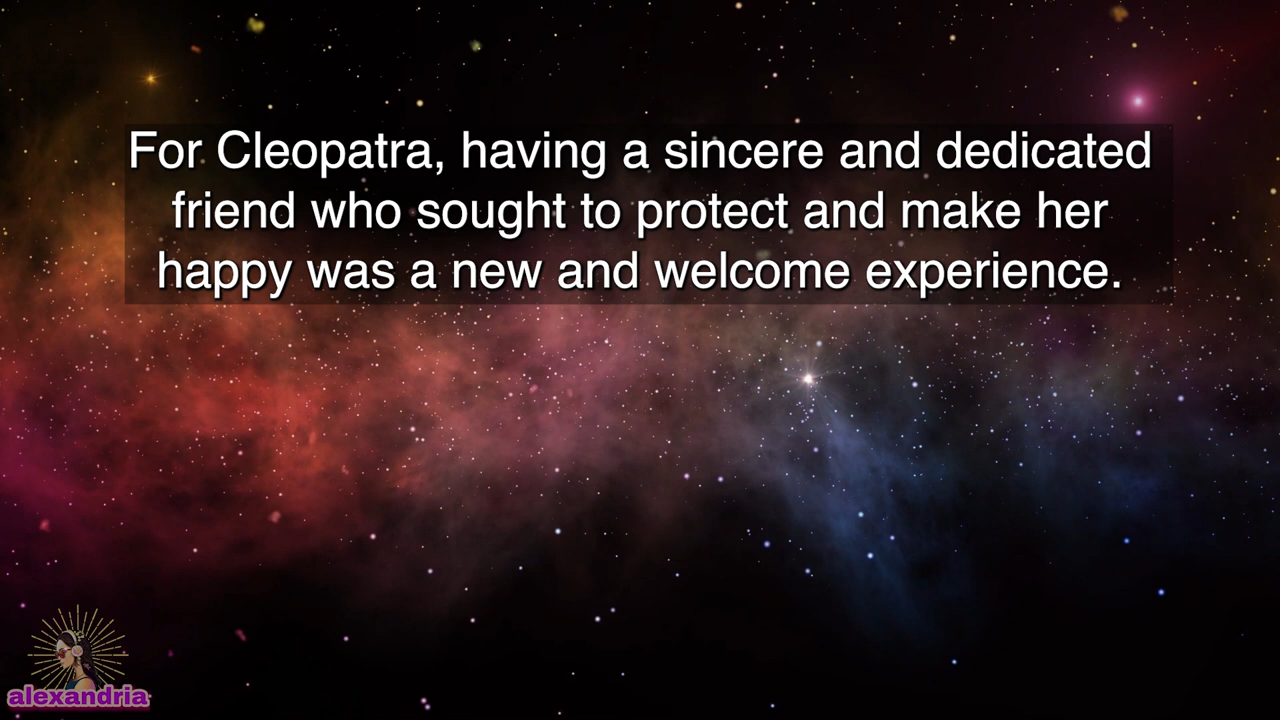 For Cleopatra, having a sincere and dedicated
friend who sought to protect and make her
happy was a new and welcome experience.
alexandria